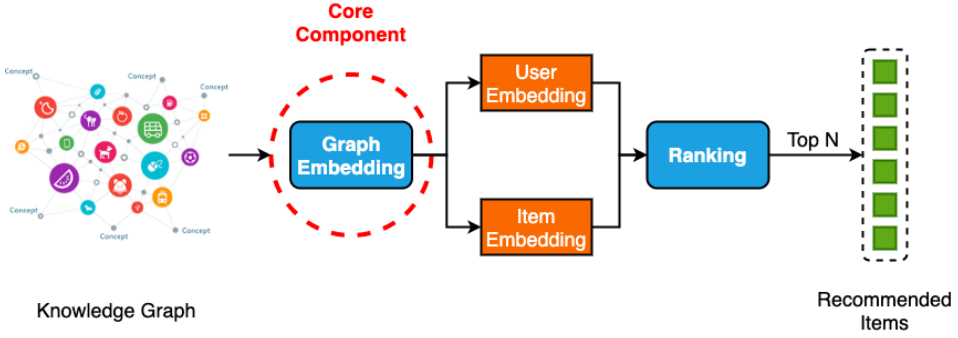 Core
Component
Concept
Concept
Concept
Concept
Concept
Concept
Graph
Embedding
User
Embedding
Item
Embedding
Ranking
Top N
Knowledge Graph
Recommended
Items